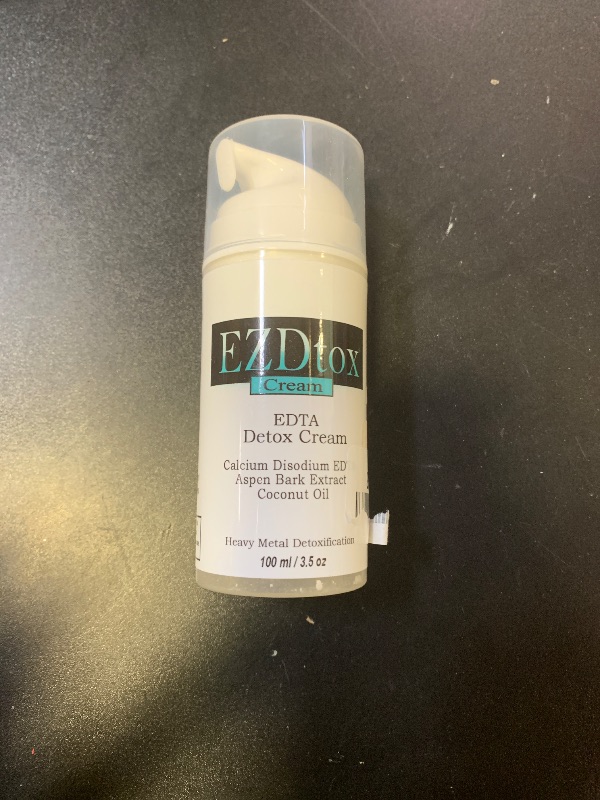 EZDtox
Cream
EDTA
Detox Cream
Calcium Disodium ED
Aspen Bark Extract
Coconut Oil
Heavy Metal Detoxification
100 ml / 3.5 oz